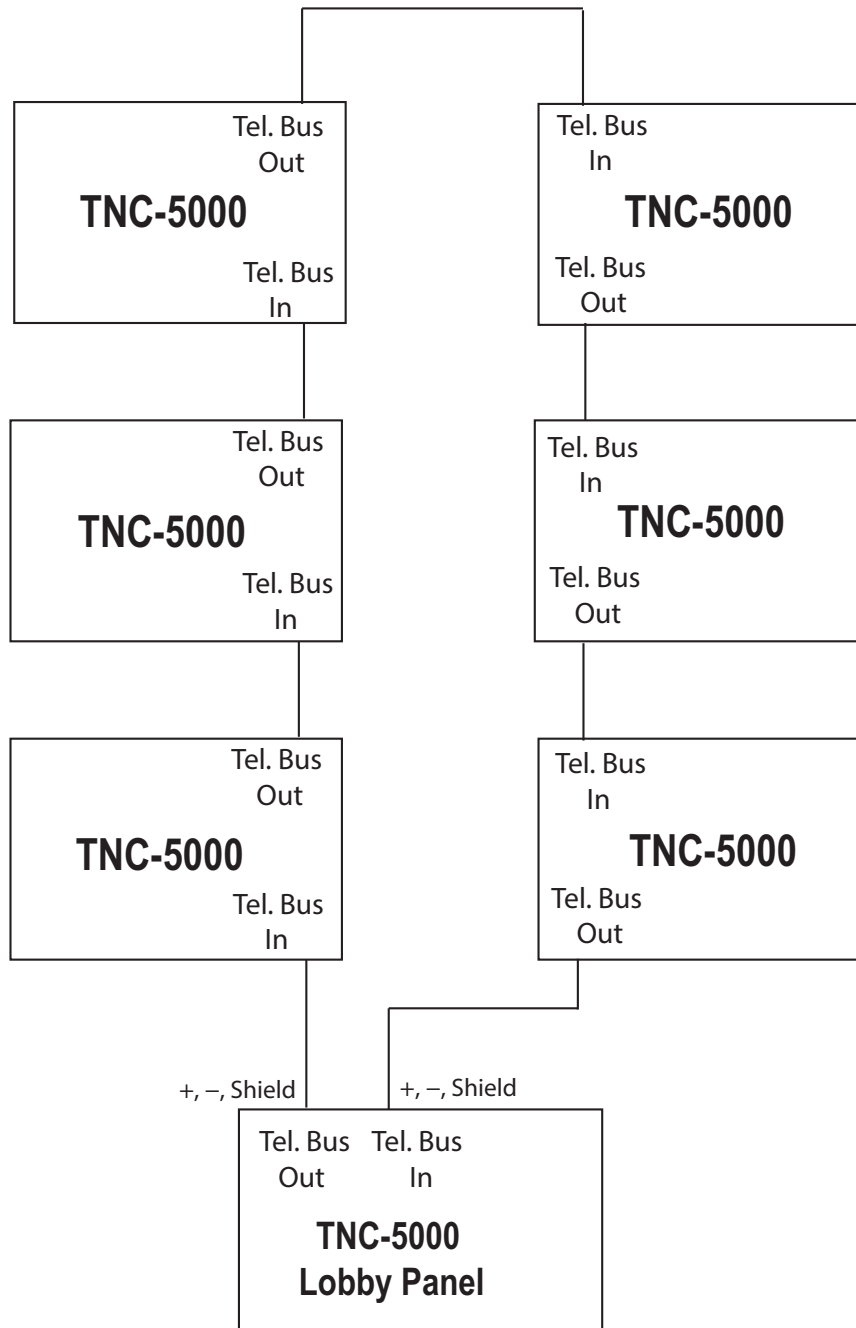 Tel. Bus
Out
TNC-5000
Tel. Bus
In
Tel. Bus
In
TNC-5000
Tel. Bus
Out
Tel. Bus
Out
TNC-5000
Tel. Bus
In
Tel. Bus
In
TNC-5000
Tel. Bus
Out
Tel. Bus
Out
TNC-5000
Tel. Bus
In
Tel. Bus
In
TNC-5000
Tel. Bus
Out
+, –, Shield
+, –, Shield
Tel. Bus
Out
Tel. Bus
In
TNC-5000
Lobby Panel